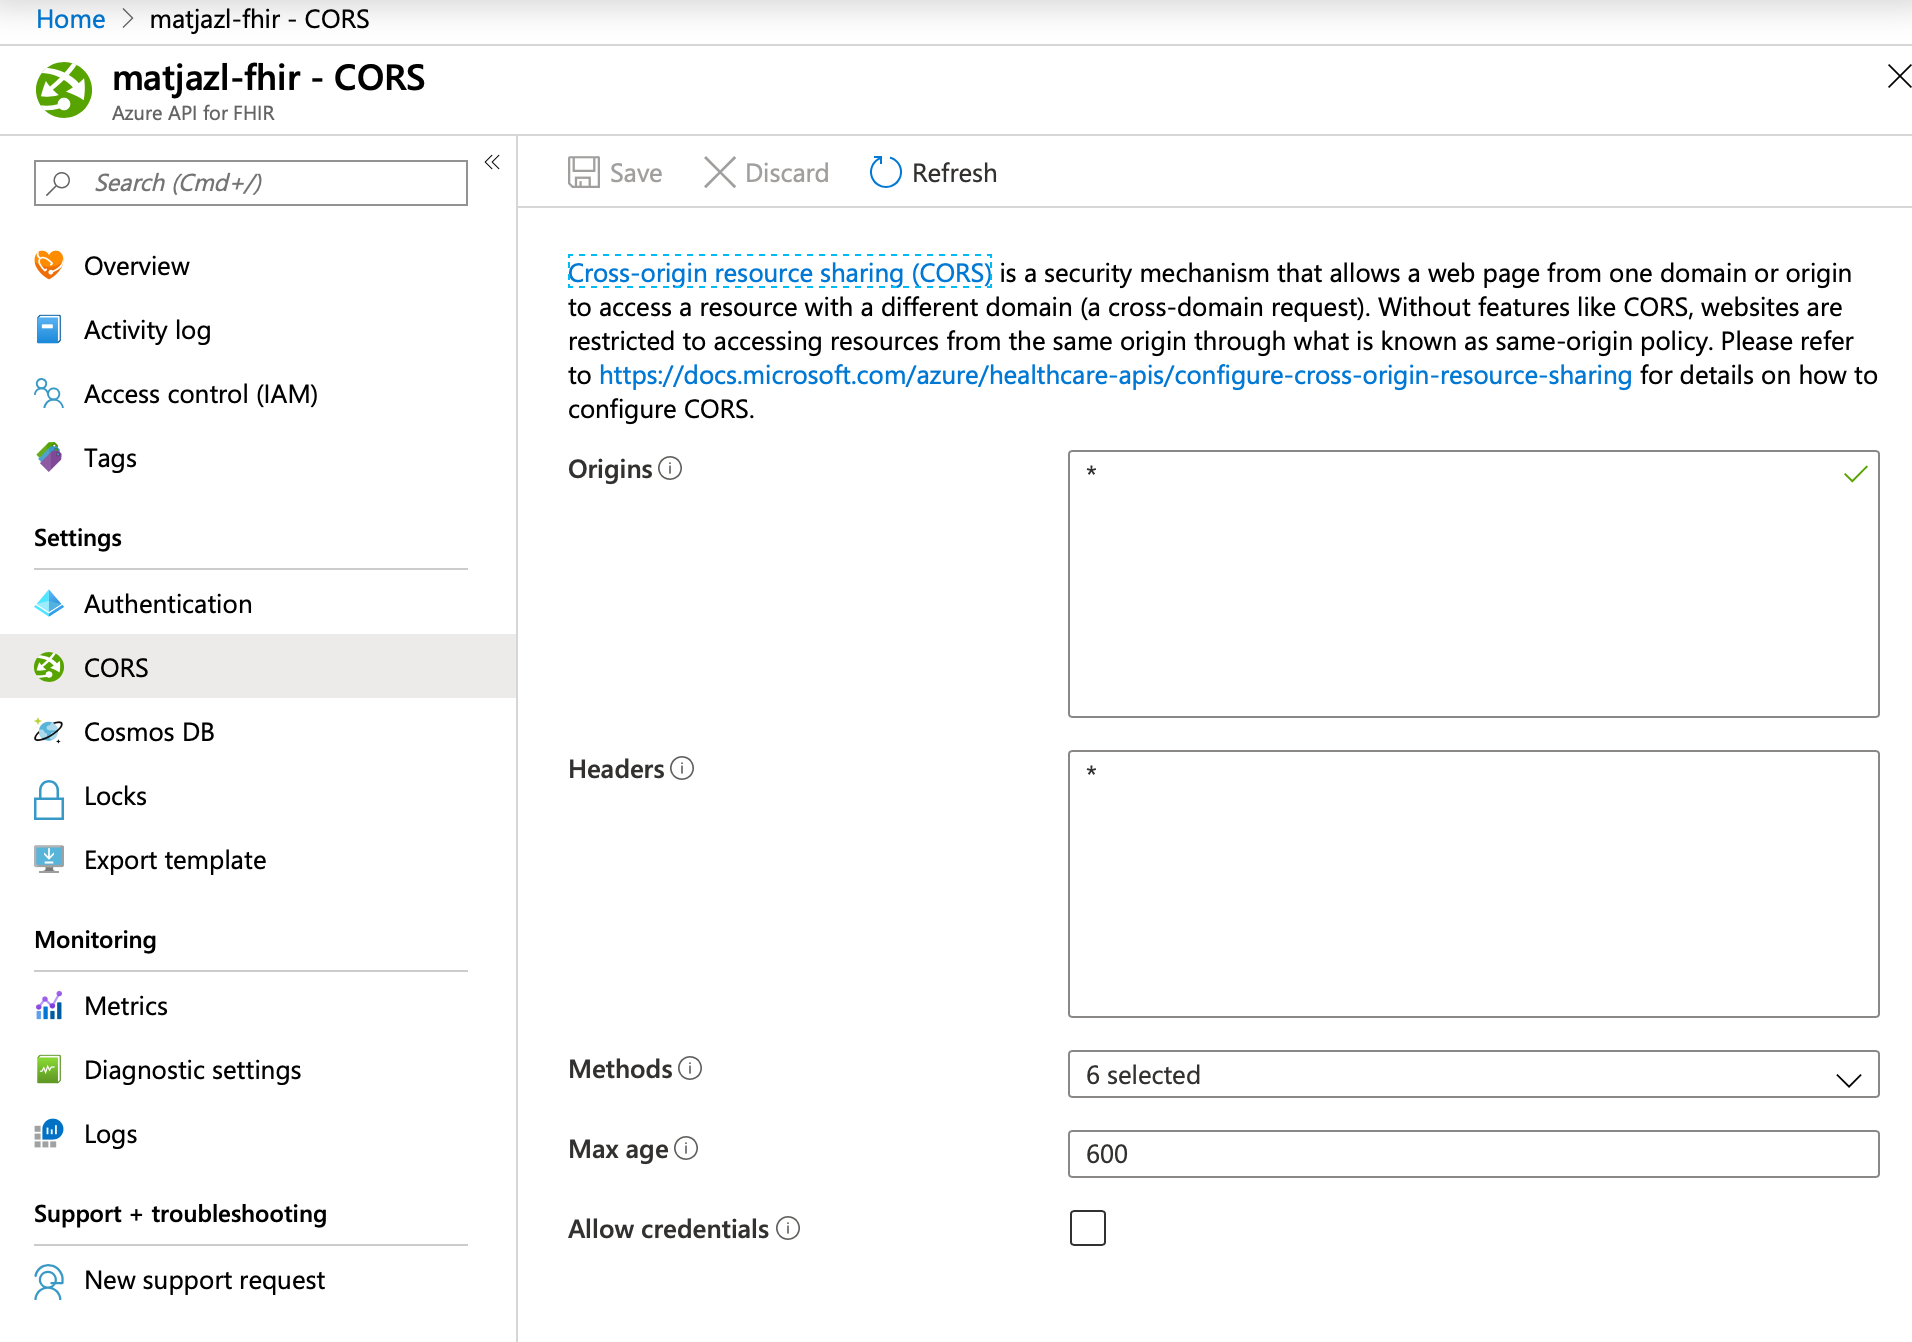 Home > matjazl-fhir - CORS
matjazl-fhir - CORS
Azure API for FHIR
Search (Cmd+/)
«
Overview
Activity log
Access control (IAM)
Tags
Settings
Authentication
CORS
Cosmos DB
Locks
Export template
Monitoring
Metrics
Diagnostic settings
Logs
Support + troubleshooting
New support request
Save Discard Refresh
Cross-origin resource sharing (CORS) is a security mechanism that allows a web page from one domain or origin
to access a resource with a different domain (a cross-domain request). Without features like CORS, websites are
restricted to accessing resources from the same origin through what is known as same-origin policy. Please refer
to https://docs.microsoft.com/azure/healthcare-apis/configure-cross-origin-resource-sharing for details on how to
configure CORS.
Origins
*
Headers
*
Methods
6 selected
Max age
600
Allow credentials